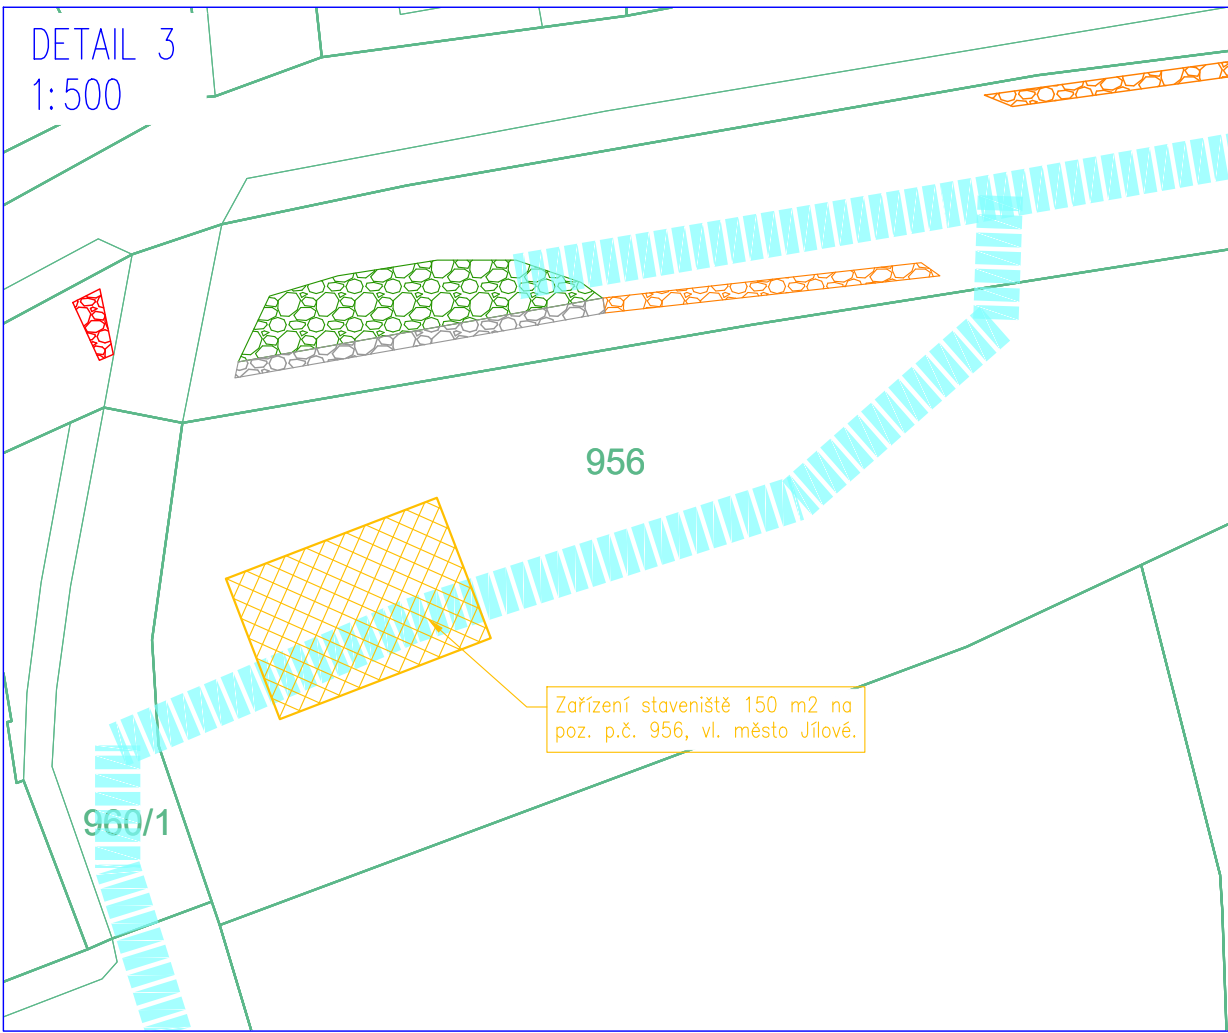 DETAIL 3
1:500
956
Zařízení staveniště 150 m2 na
poz. p.č. 956, vl. město Jílové.
960/1